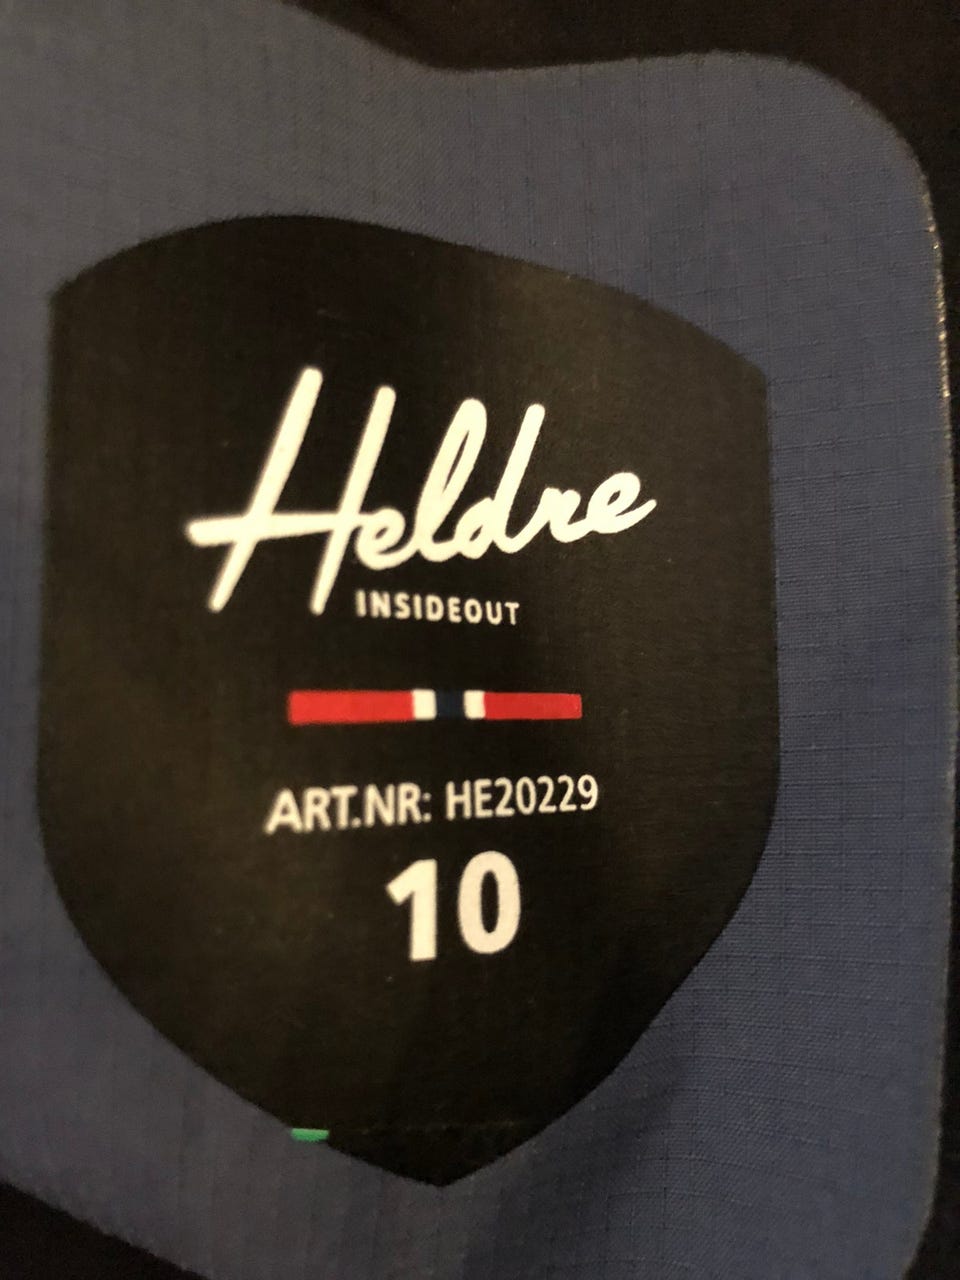 Heldre
INSIDEOUT
ART.NR: HE20229
10